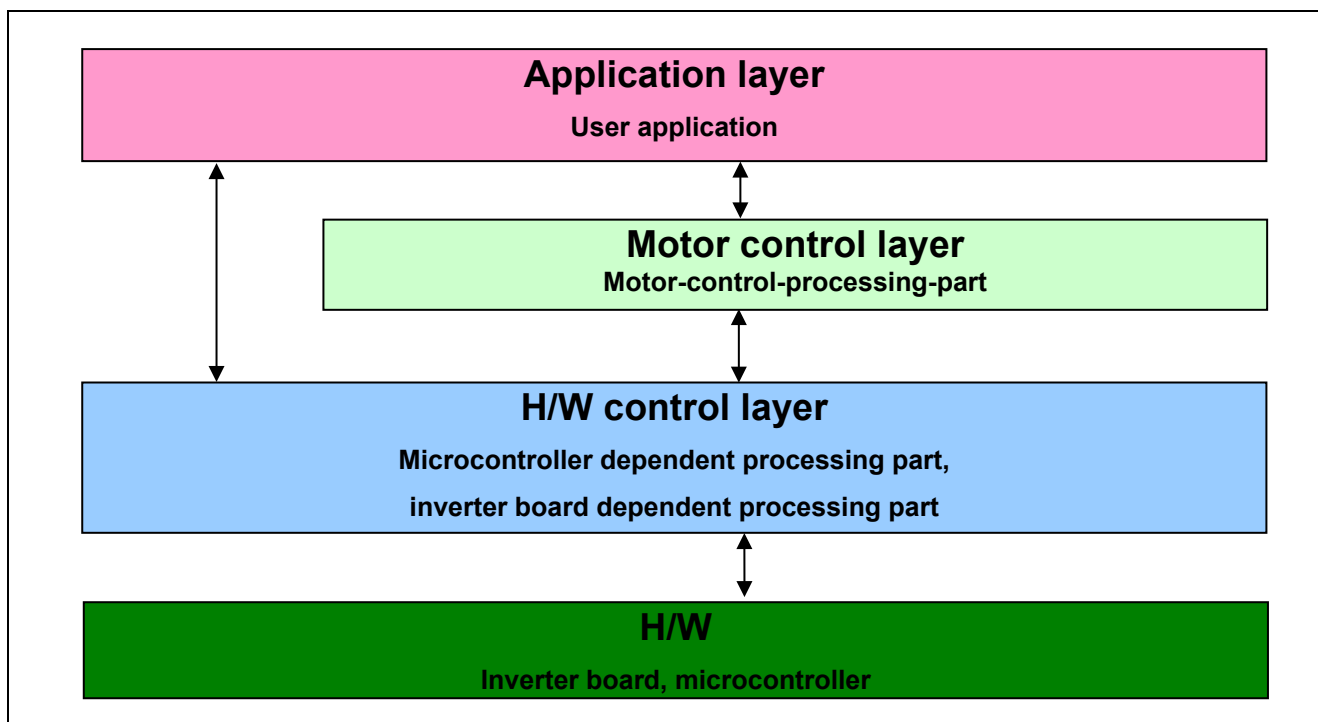 Application layer
User application
Motor control layer
Motor-control-processing-part
H/W control layer
Microcontroller dependent processing part,
inverter board dependent processing part
H/W
Inverter board, microcontroller